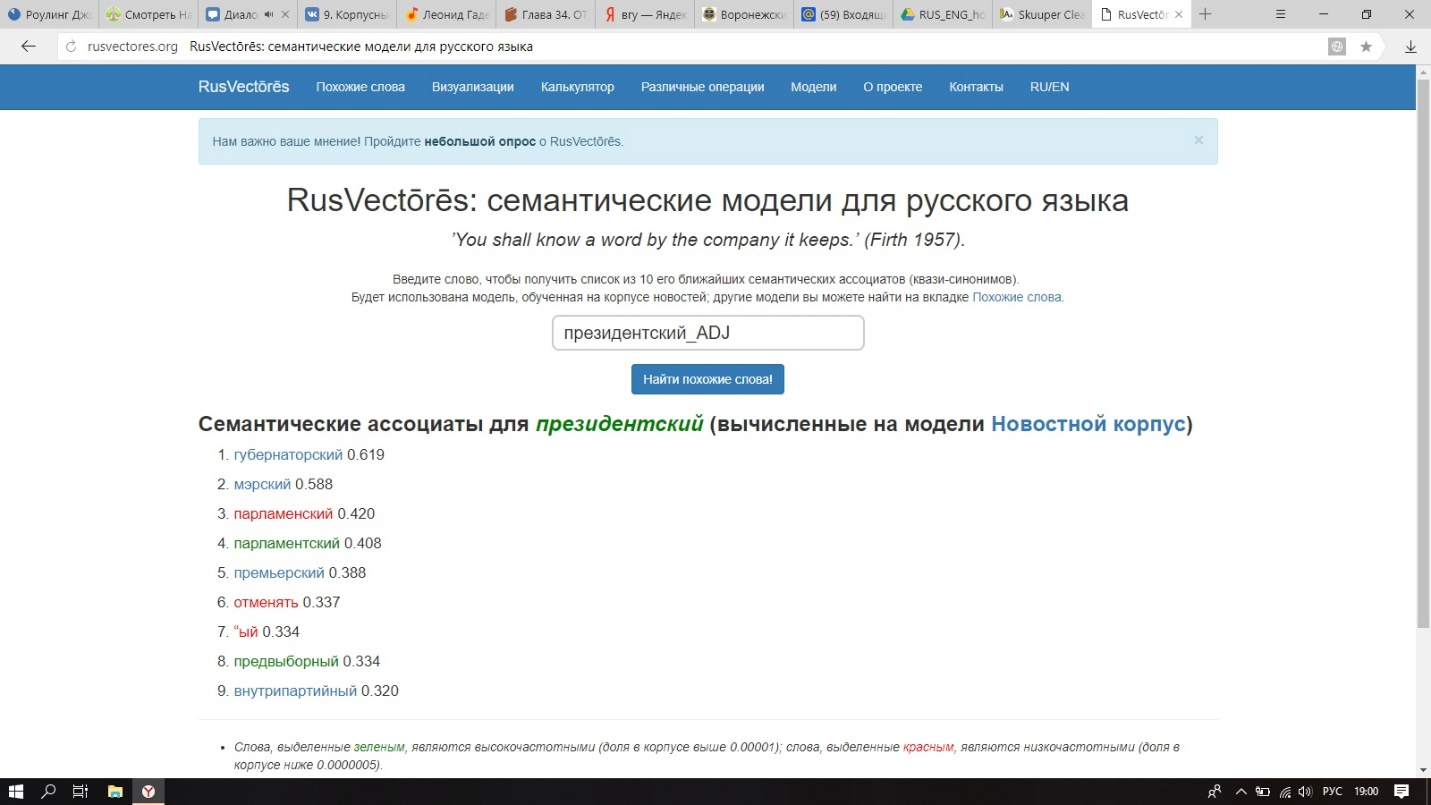 Роулинг Джо
Смотреть На
Диало
9. Корпусны
Леонид Гаде
Глава 34. ОТ
вгу — Яндек
Воронежски
(59) Входящи
RUS_ENG_ho
Skuuper Clea
RusVectōr
rusvectores.org RusVectōrēs: семантические модели для русского языка
RusVectōrēs Похожие слова Визуализации Калькулятор Различные операции Модели О проекте Контакты RU/EN
Нам важно ваше мнение! Пройдите небольшой опрос о RusVectōrēs. ×
RusVectōrēs: семантические модели для русского языка
’You shall know a word by the company it keeps.’ (Firth 1957).
Введите слово, чтобы получить список из 10 его ближайших семантических ассоциатов (квази-синонимов).
Будет использована модель, обученная на корпусе новостей; другие модели вы можете найти на вкладке Похожие слова.
президентский_ADJ
Найти похожие слова!
Семантические ассоциаты для президентский (вычисленные на модели Новостной корпус)
1. губернаторский 0.619
2. мэрский 0.588
3. парламенский 0.420
4. парламентский 0.408
5. премьерский 0.388
6. отменять 0.337
7. “ый 0.334
8. предвыборный 0.334
9. внутрипартийный 0.320
• Слова, выделенные зеленым, являются высокочастотными (доля в корпусе выше 0.00001); слова, выделенные красным, являются низкочастотными (доля в
корпусе ниже 0.0000005).
РУС 19:00